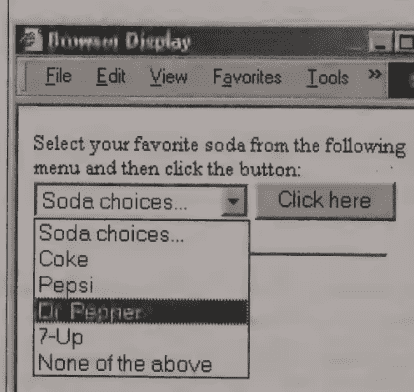 Browser Display
File Edit View Favorites Tools »
Select your favorite soda from the following
menu and then click the button:
Soda choices... Click here
Soda choices...
Coke
Pepsi
Dr Pepper
7-Up
None of the above